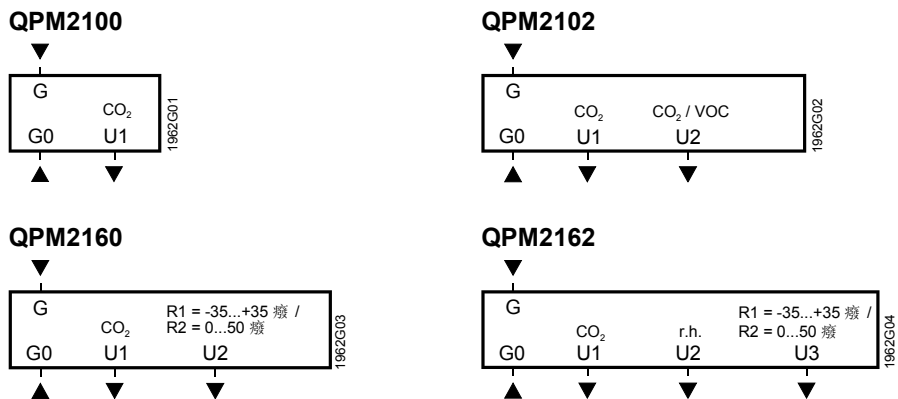 QPM2100
G
CO₂
G0 U1
1962G01
QPM2102
G
CO₂ CO₂ / VOC
G0 U1 U2
1962G02
QPM2160
G
R1 = -35...+35 癈 /
CO₂ R2 = 0...50 癈
G0 U1 U2
1962G03
QPM2162
G
R1 = -35...+35 癈 /
CO₂ r.h. R2 = 0...50 癈
G0 U1 U2 U3
1962G04